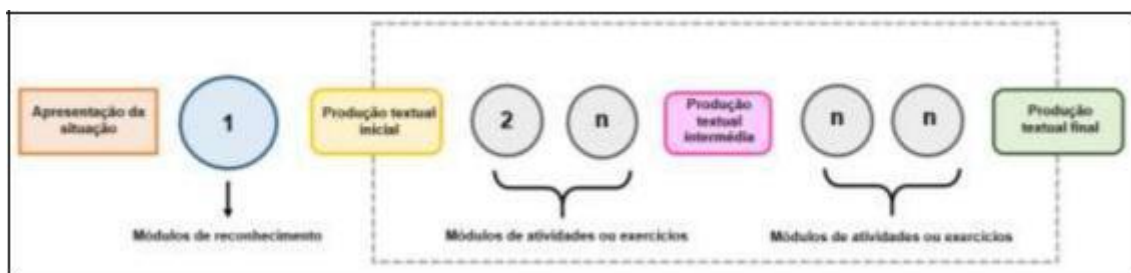 Apresentação da
situação
1
Produção textual
inicial
2
n
Produção
textual
intermédia
n
n
Produção
textual final
Módulos de reconhecimento
Módulos de atividades ou exercícios
Módulos de atividades ou exercícios